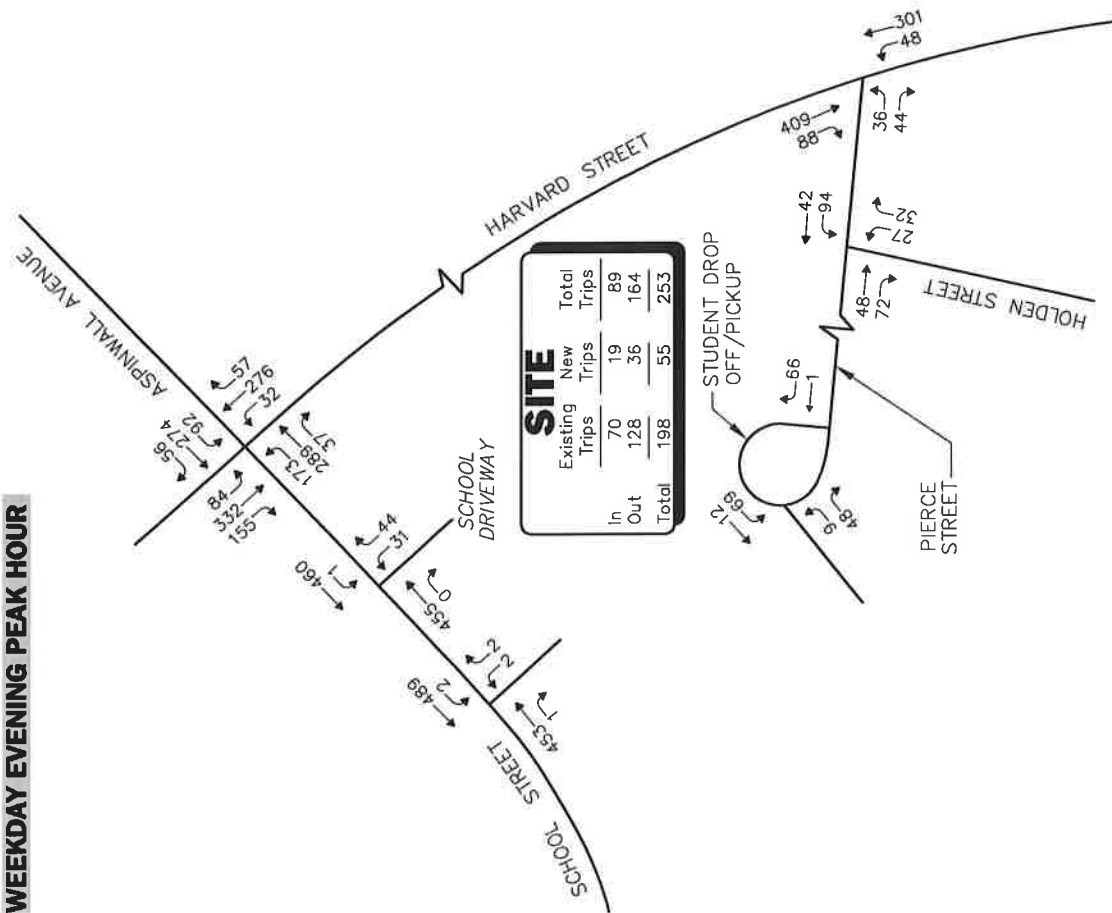 WEEKDAY EVENING PEAK HOUR
ASPINWALL AVENUE
HARVARD STREET
SCHOOL STREET
SCHOOL
DRIVEWAY
STUDENT DROP
OFF/PICKUP
PIERCE
STREET
HOLDEN STREET
SITE
Existing Trips New Trips Total Trips
In 70 19 89
Out 128 36 164
Total 198 55 253
56
274
92
57
276
32
84
332
155
173
289
37
460
1
44
31
455
0
489
2
2
2
453
1
301
48
409
88
36
44
42
94
32
27
48
72
66
1
12
69
9
48